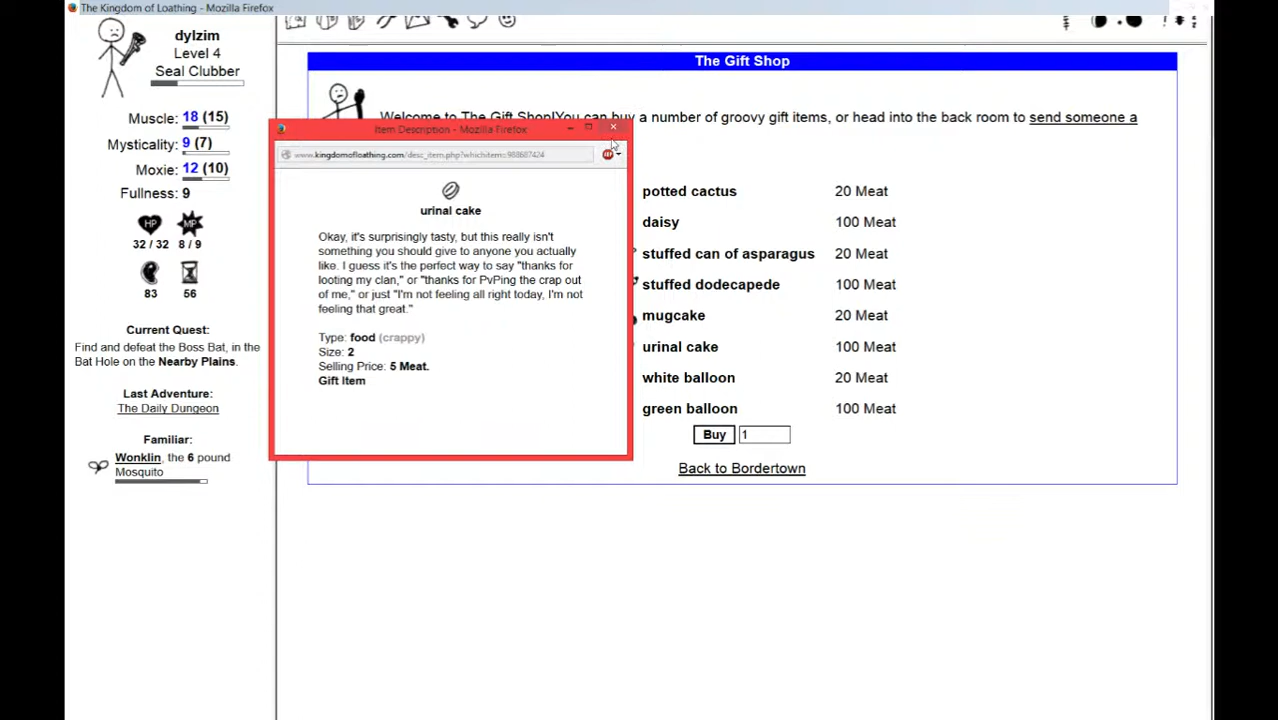 The Kingdom of Loathing - Mozilla Firefox
dylzim
Level 4
Seal Clubber
Muscle: 18 (15)
Mysticality: 9 (7)
Moxie: 12 (10)
Fullness: 9
HP
MP
32 / 32
8 / 9
83
56
Current Quest:
Find and defeat the Boss Bat, in the
Bat Hole on the Nearby Plains.
Last Adventure:
The Daily Dungeon
Familiar:
Wonklin, the 6 pound
Mosquito
The Gift Shop
Welcome to The Gift Shop!You can buy a number of groovy gift items, or head into the back room to send someone a
Item Description - Mozilla Firefox
www.kingdomofloathing.com/desc_item.php?whichitem=988687424
urinal cake
Okay, it's surprisingly tasty, but this really isn't
something you should give to anyone you actually
like. I guess it's the perfect way to say "thanks for
looting my clan," or "thanks for PvPing the crap out
of me," or just "I'm not feeling all right today, I'm not
feeling that great."
Type: food (crappy)
Size: 2
Selling Price: 5 Meat.
Gift Item
potted cactus 20 Meat
daisy 100 Meat
stuffed can of asparagus 20 Meat
stuffed dodecapede 100 Meat
mugcake 20 Meat
urinal cake 100 Meat
white balloon 20 Meat
green balloon 100 Meat
Buy 1
Back to Bordertown